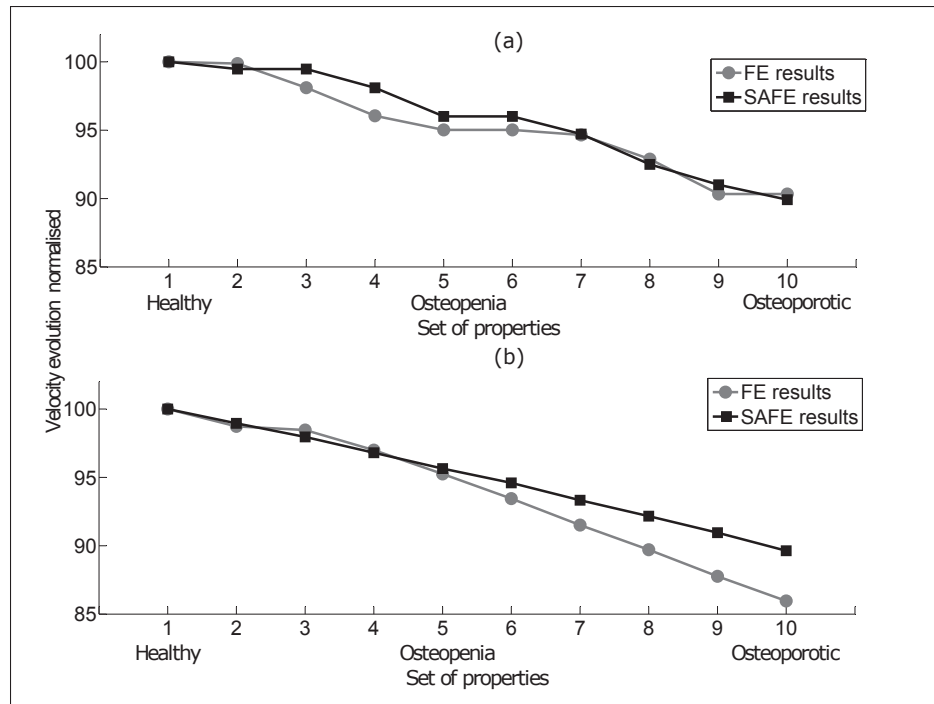 (a)
100
95
90
85
FE results
SAFE results
1 2 3 4 5 6 7 8 9 10
Healthy Osteopenia Osteoporotic
Set of properties
Velocity evolution normalised
(b)
100
95
90
85
FE results
SAFE results
1 2 3 4 5 6 7 8 9 10
Healthy Osteopenia Osteoporotic
Set of properties